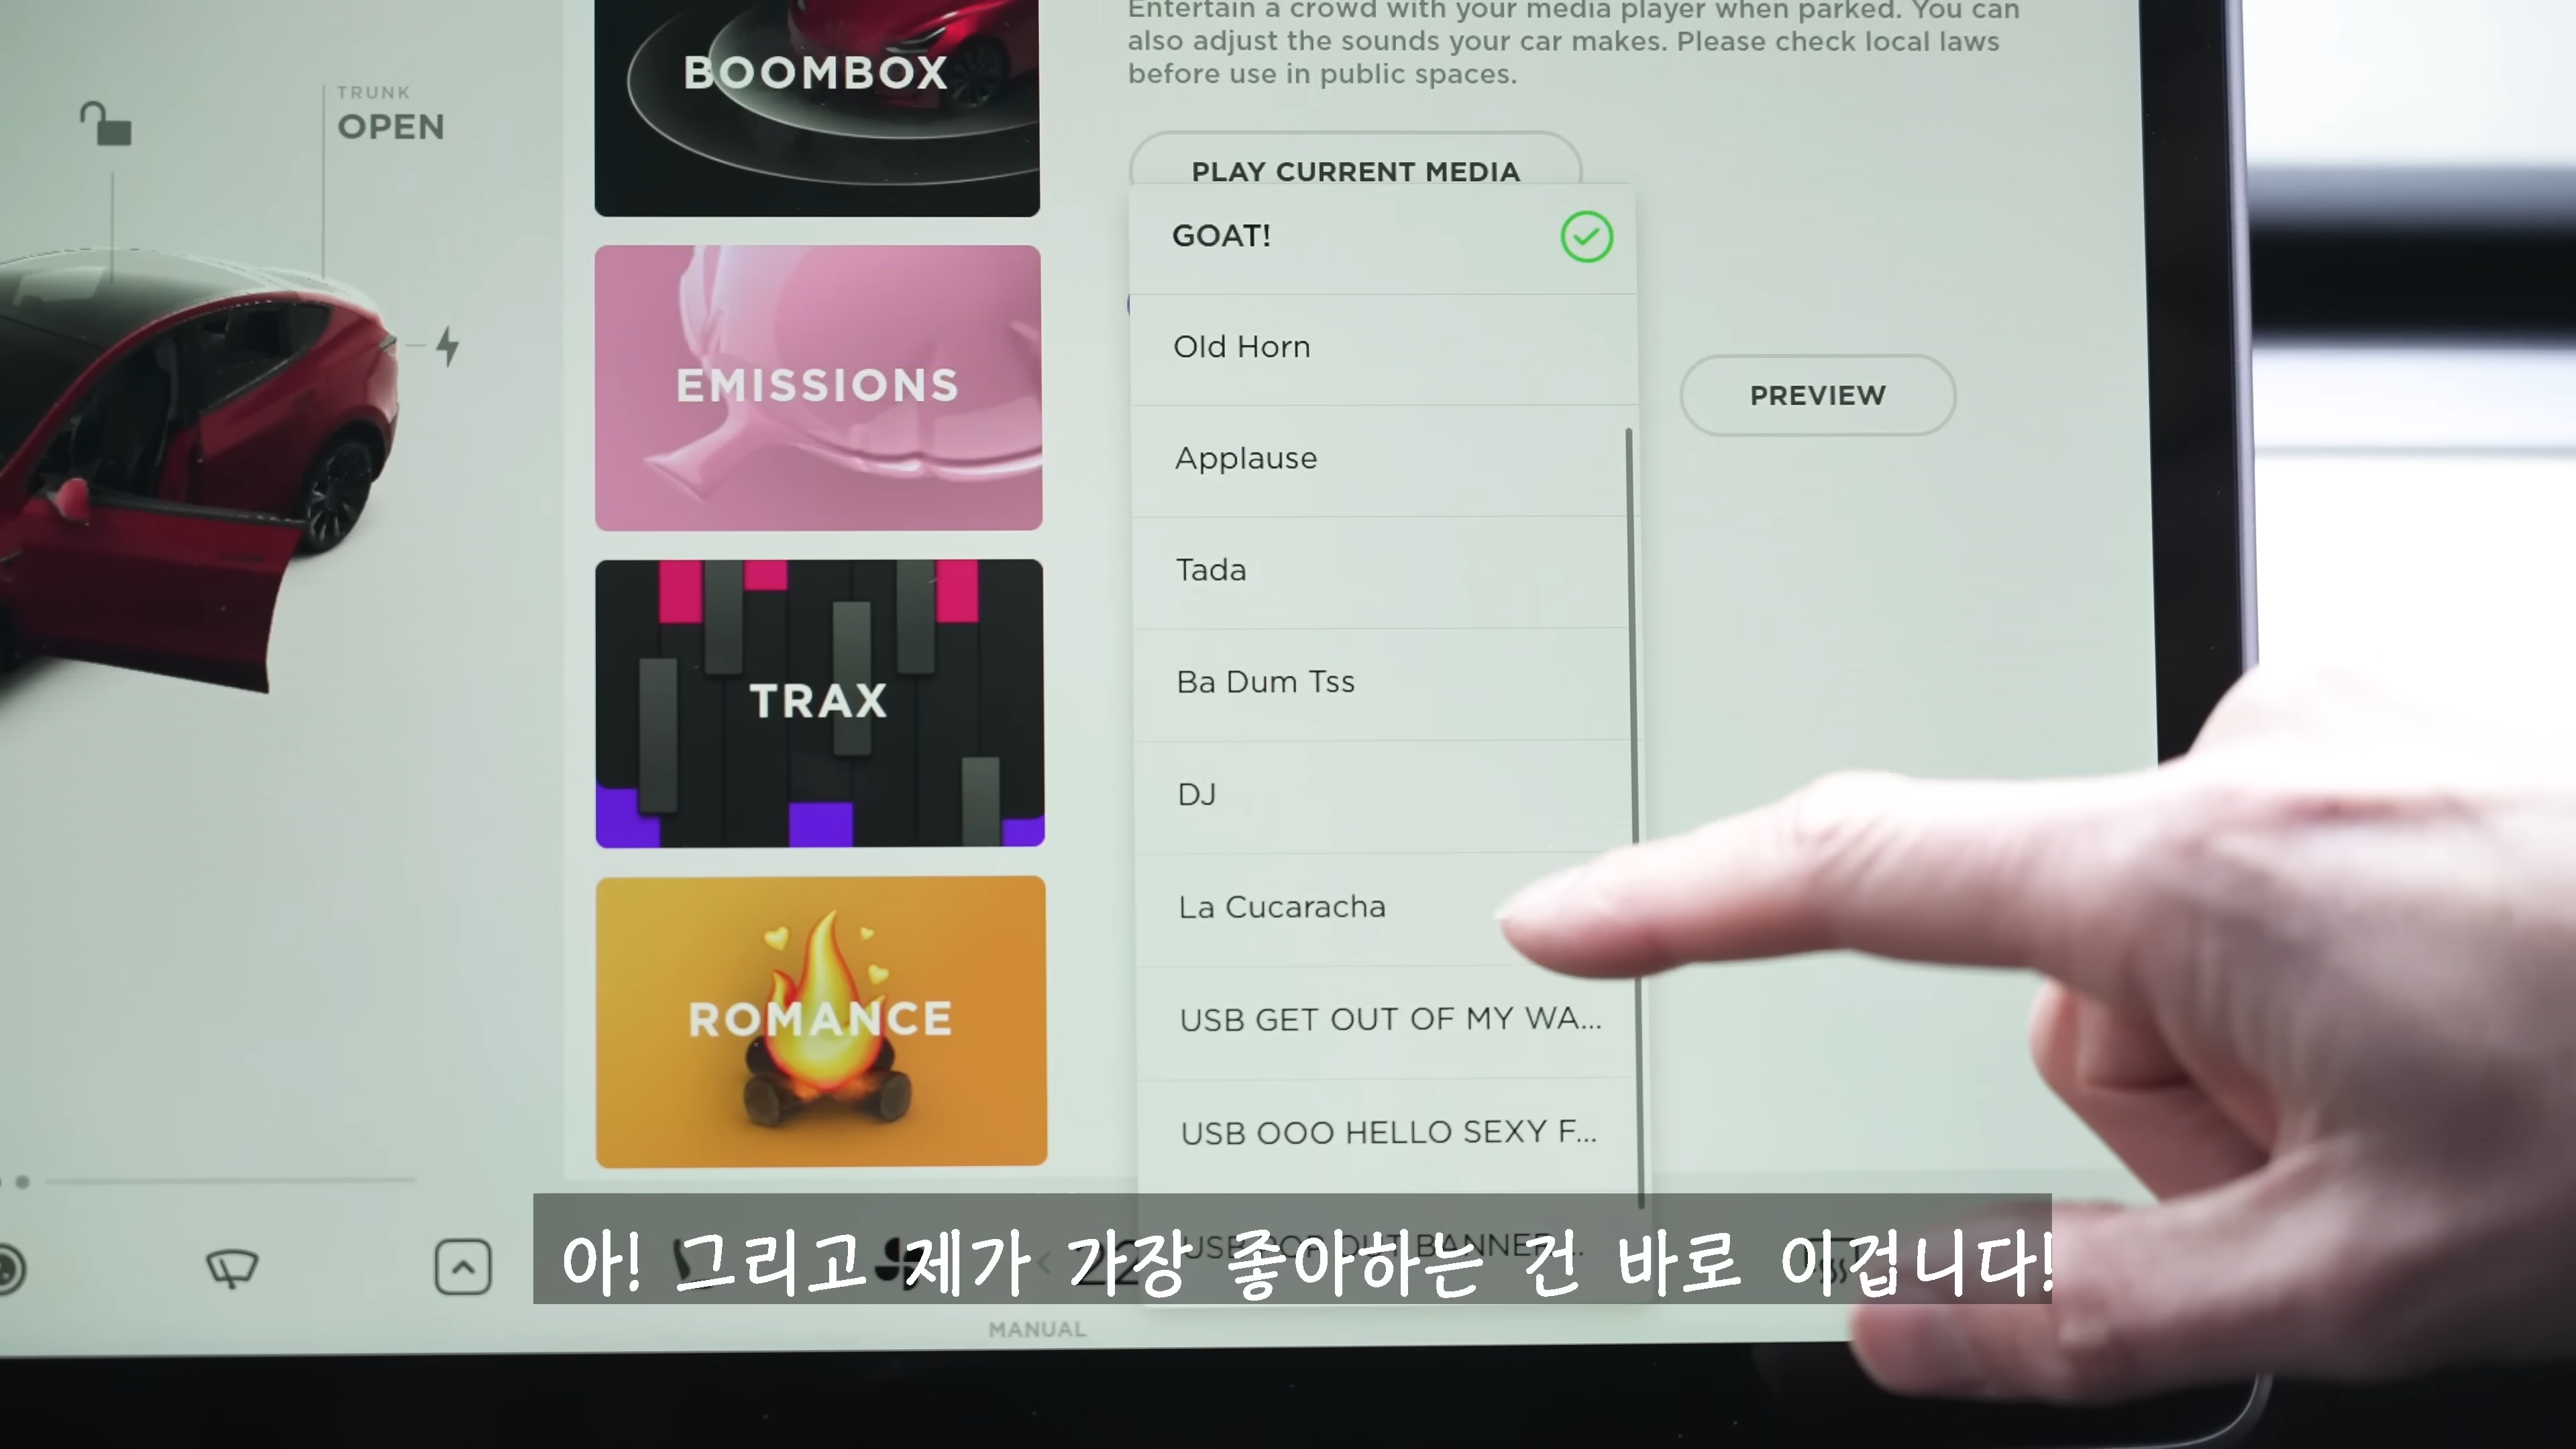 Entertain a crowd with your media player when parked. You can
also adjust the sounds your car makes. Please check local laws
before use in public spaces.
TRUNK
OPEN
BOOMBOX
PLAY CURRENT MEDIA
GOAT!
EMISSIONS
Old Horn
PREVIEW
Applause
Tada
TRAX
Ba Dum Tss
DJ
La Cucaracha
ROMANCE
USB GET OUT OF MY WA...
USB OOO HELLO SEXY F...
아! 그리고 제가 가장 좋아하는 건 바로 이겁니다!
MANUAL